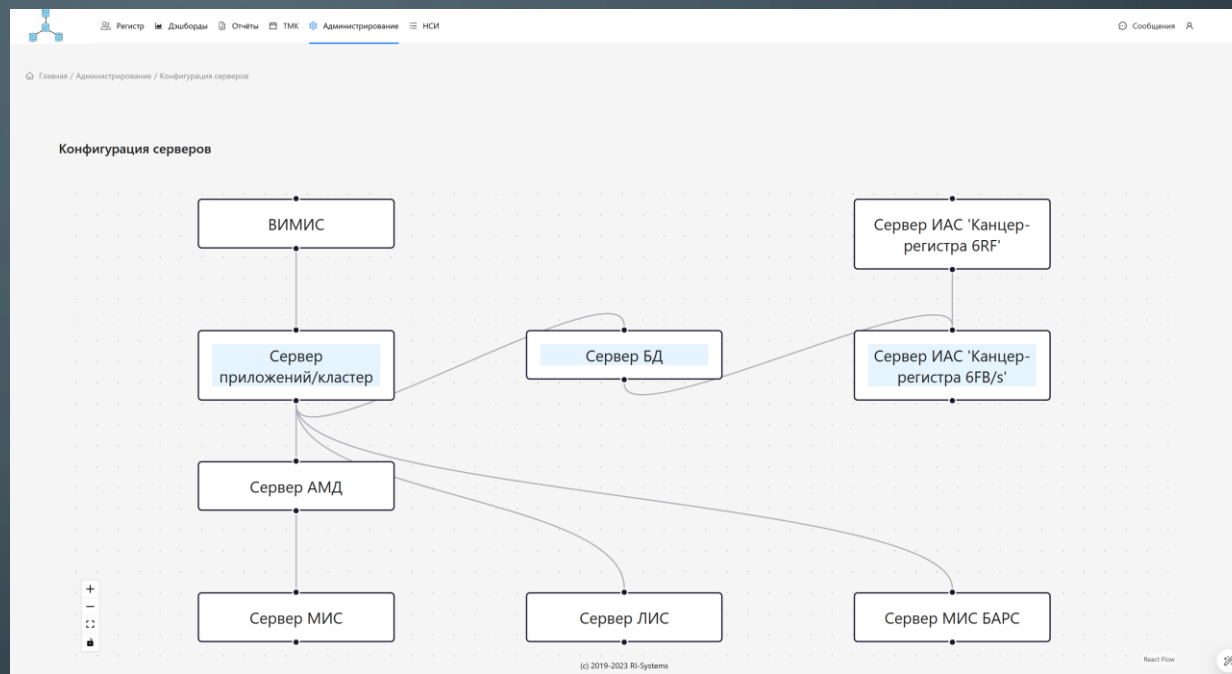 Регистр Дэшборды Отчёты ТМК Администрирование НСИ Сообщения
Главная / Администрирование / Конфигурация серверов
Конфигурация серверов
ВИМИС
Сервер ИАС 'Канцер-
регистра 6RF'
Сервер
приложений/кластер
Сервер БД
Сервер ИАС 'Канцер-
регистра 6FB/s'
Сервер АМД
Сервер МИС
Сервер ЛИС
Сервер МИС БАРС
React Flow
(c) 2019-2023 RI-Systems